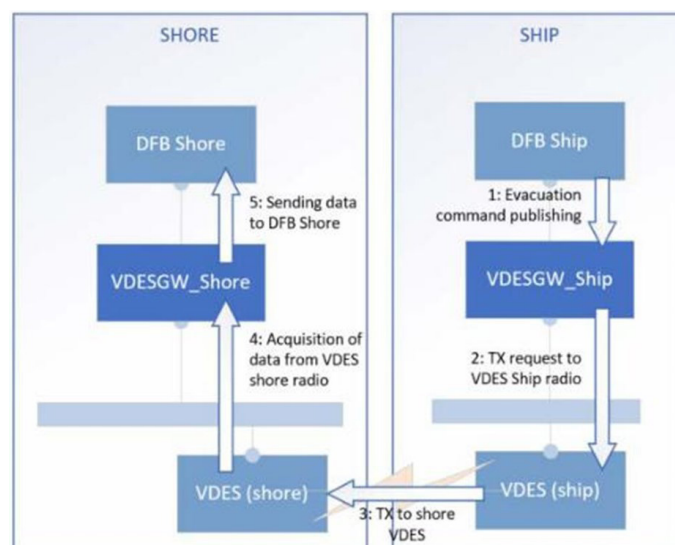 SHORE
SHIP
DFB Shore
DFB Ship
5: Sending data
to DFB Shore
1: Evacuation
command publishing
VDESGW_Shore
VDESGW_Ship
4: Acquisition of
data from VDES
shore radio
2: TX request to
VDES Ship radio
VDES (shore)
VDES (ship)
3: TX to shore
VDES